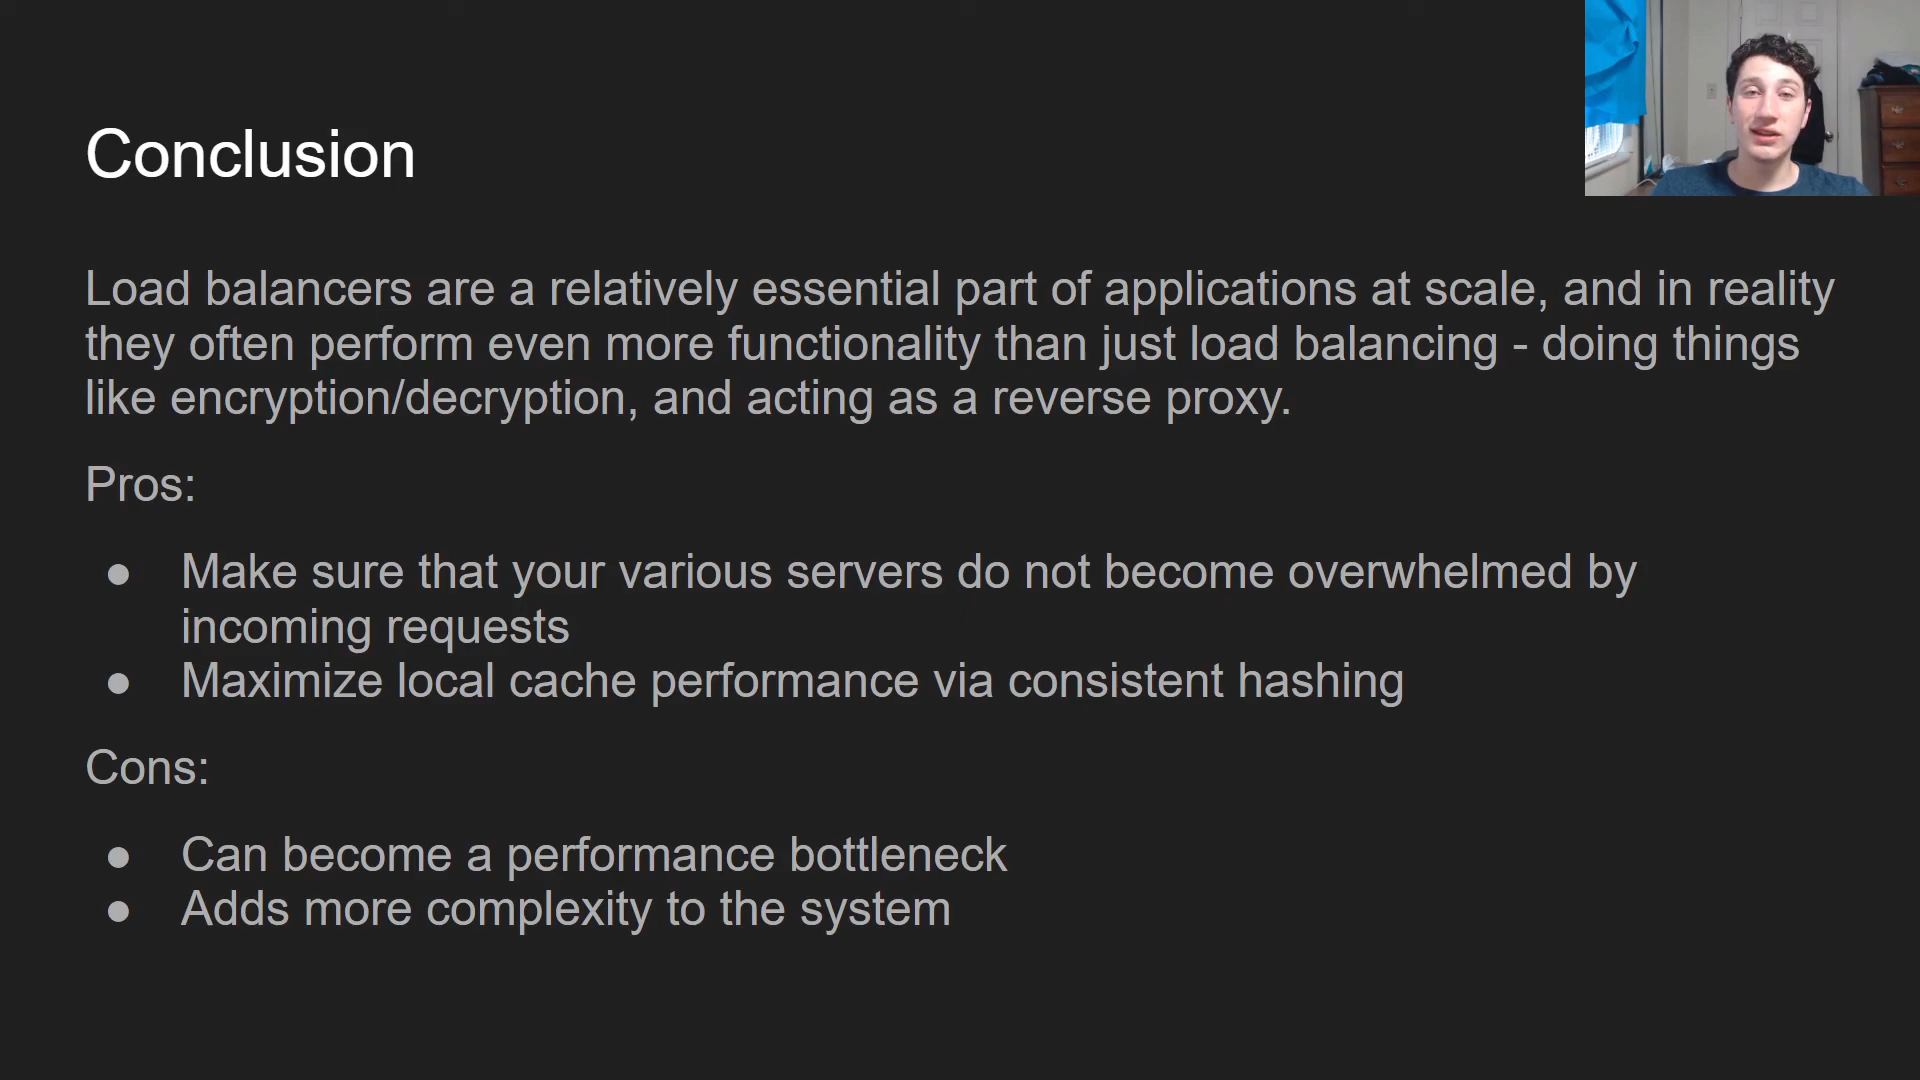 Conclusion
Load balancers are a relatively essential part of applications at scale, and in reality
they often perform even more functionality than just load balancing - doing things
like encryption/decryption, and acting as a reverse proxy.
Pros:
● Make sure that your various servers do not become overwhelmed by
incoming requests
● Maximize local cache performance via consistent hashing
Cons:
● Can become a performance bottleneck
● Adds more complexity to the system